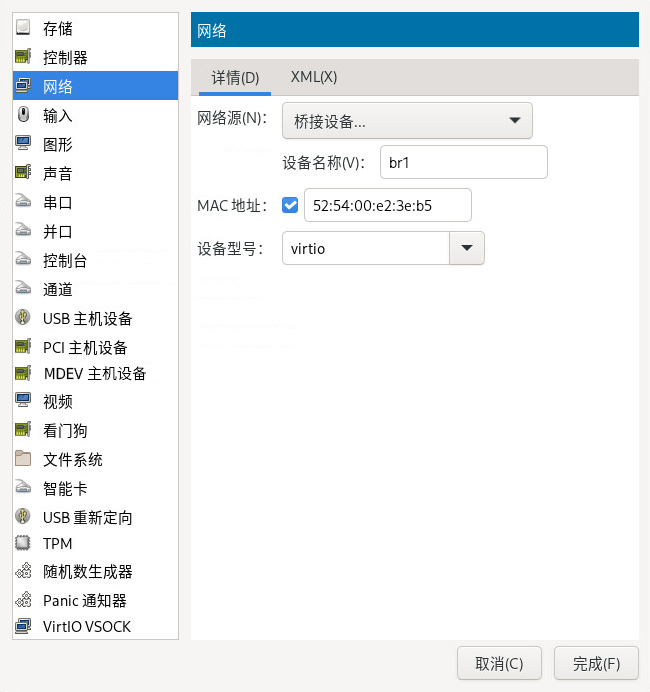 存储
控制器
网络
输入
图形
声音
串口
并口
控制台
通道
USB 主机设备
PCI 主机设备
MDEV 主机设备
视频
看门狗
文件系统
智能卡
USB 重新定向
TPM
随机数生成器
Panic 通知器
VirtIO VSOCK
网络
详情(D) XML(X)
网络源(N)： 桥接设备...
设备名称(V)： br1
MAC 地址： 52:54:00:e2:3e:b5
设备型号： virtio
取消(C) 完成(F)